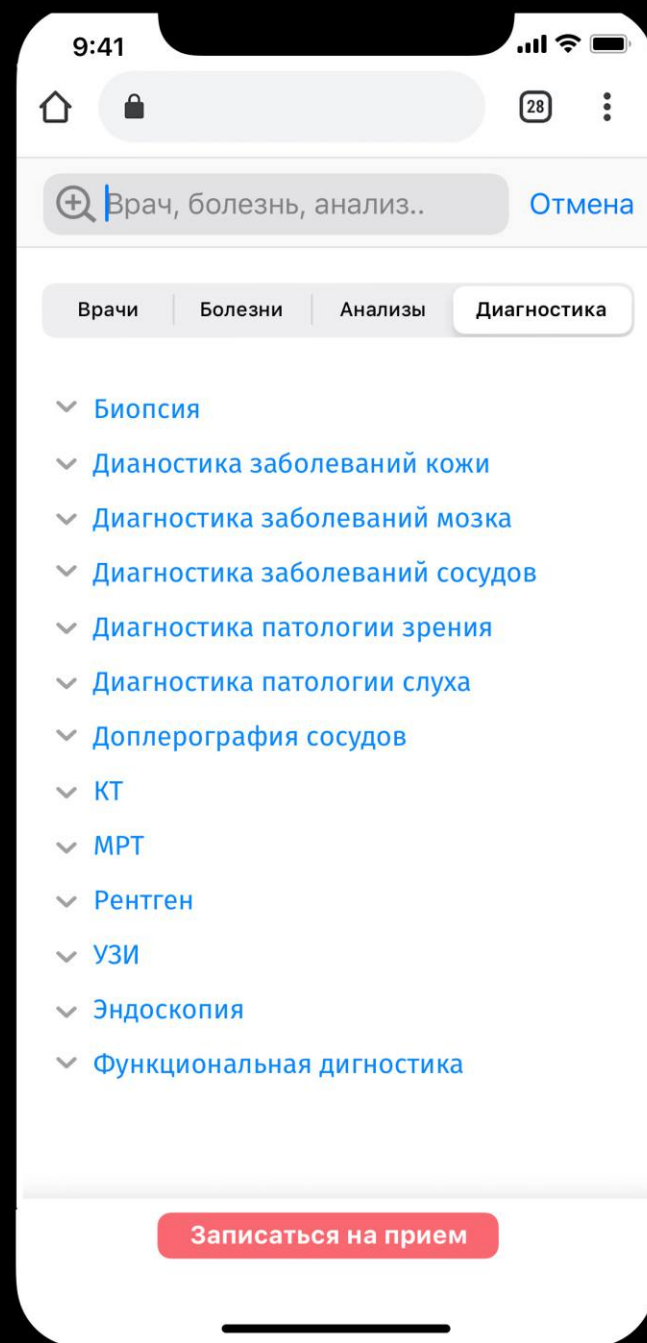 9:41
28
Врач, болезнь, анализ..
Отмена
Врачи
Болезни
Анализы
Диагностика
Биопсия
Дианостика заболеваний кожи
Диагностика заболеваний мозка
Диагностика заболеваний сосудов
Диагностика патологии зрения
Диагностика патологии слуха
Доплерография сосудов
КТ
МРТ
Рентген
УЗИ
Эндоскопия
Функциональная дигностика
Записаться на прием